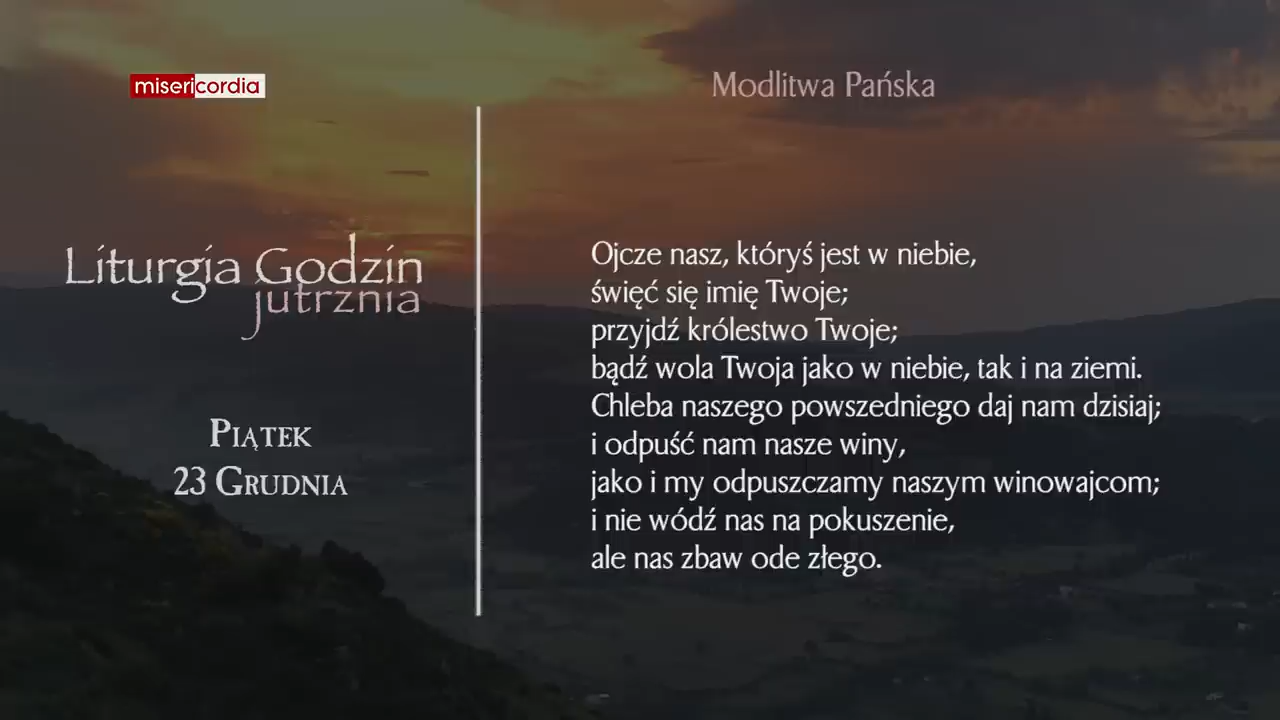 misericordia
Liturgia Godzin
jutrznia
Piątek
23 Grudnia
Modlitwa Pańska
Ojcze nasz, któryś jest w niebie,
święć się imię Twoje;
przyjdź królestwo Twoje;
bądź wola Twoja jako w niebie, tak i na ziemi.
Chleba naszego powszedniego daj nam dzisiaj;
i odpuść nam nasze winy,
jako i my odpuszczamy naszym winowajcom;
i nie wódź nas na pokuszenie,
ale nas zbaw ode złego.